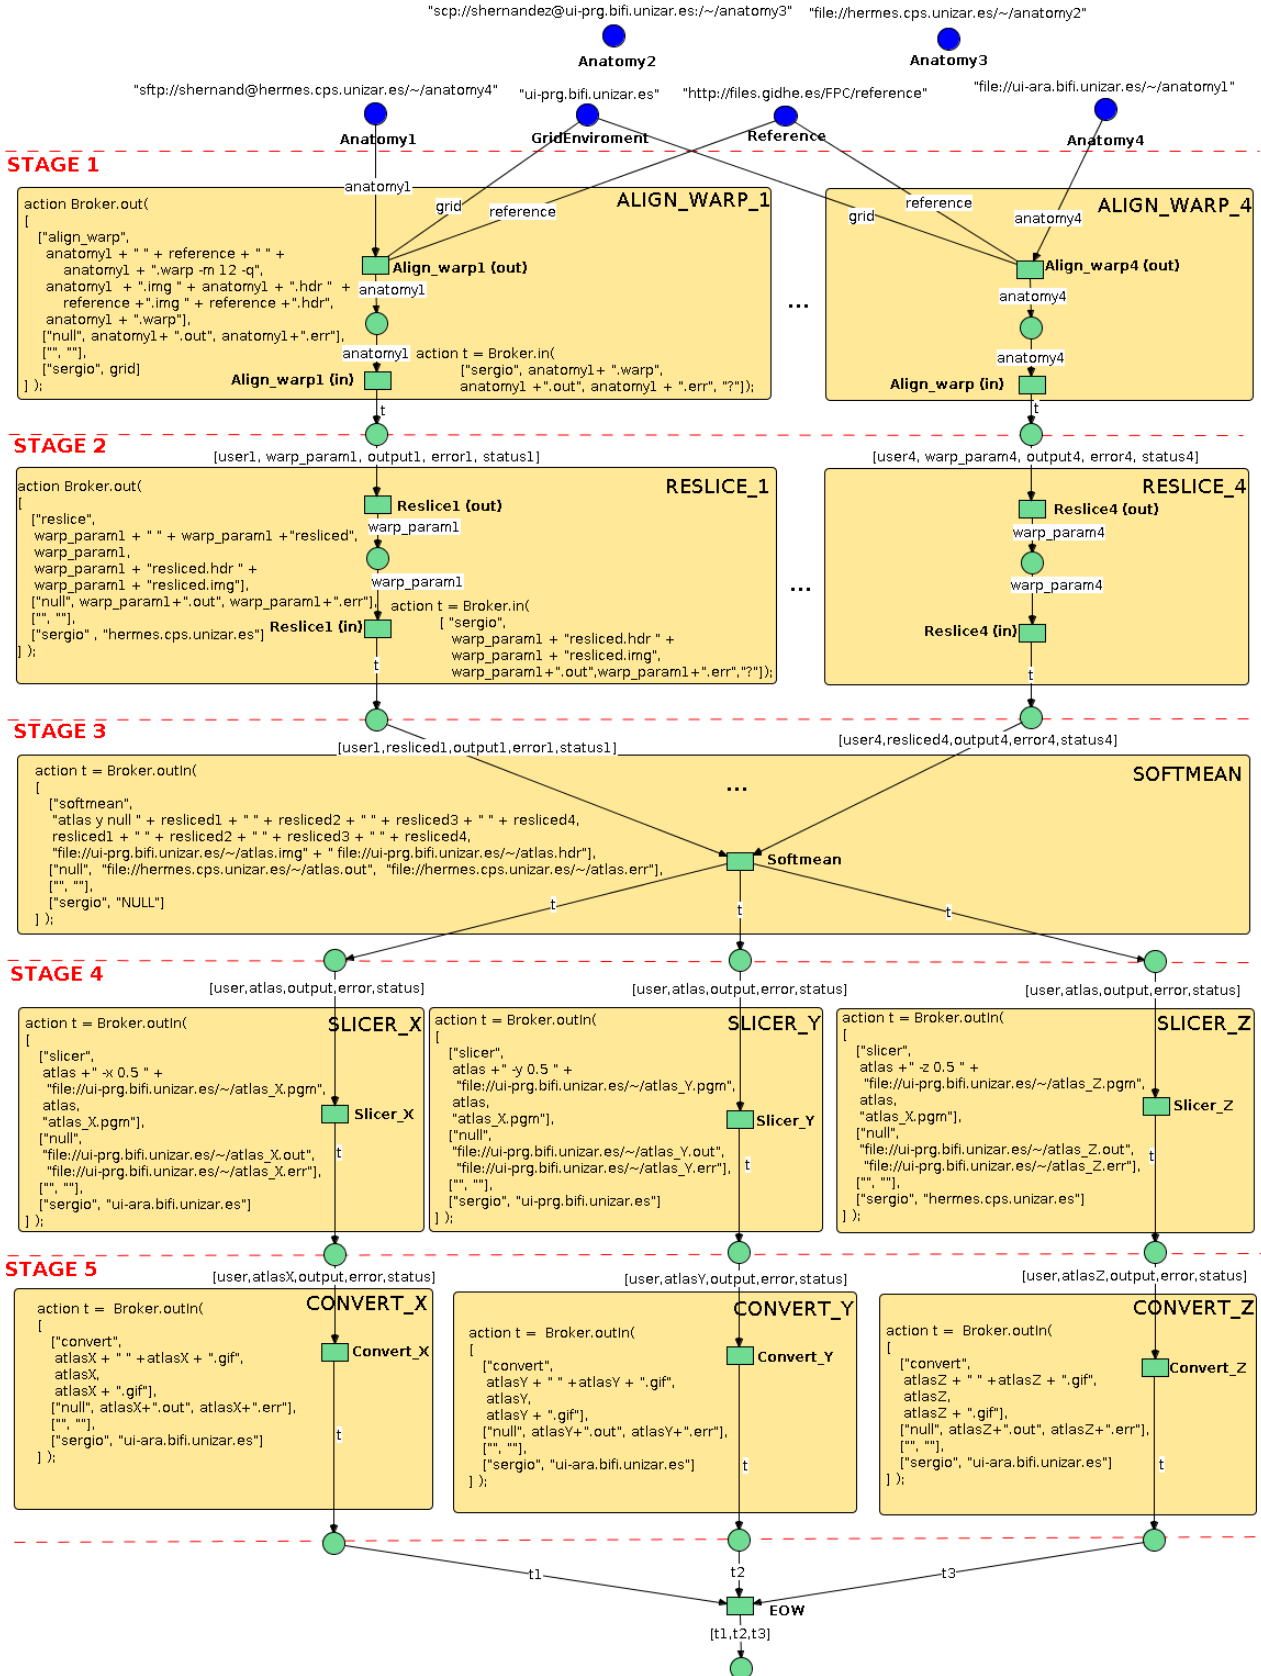 "scp://shernandez@ui-prg.bifi.unizar.es:/~/anatomy3"
"file://hermes.cps.unizar.es/~/anatomy2"
Anatomy2
Anatomy3
"sftp://shernand@hermes.cps.unizar.es/~/anatomy4"
"ui-prg.bifi.unizar.es"
"http://files.gidhe.es/FPC/reference"
"file://ui-ara.bifi.unizar.es/~/anatomy1"
Anatomy1
GridEnviroment
Reference
Anatomy4
STAGE 1
anatomy1
grid
reference
ALIGN_WARP_1
action Broker.out(
[
["align_warp",
anatomy1 + " " + reference + " " +
anatomy1 + ".warp -m 12 -q",
anatomy1 + ".img " + anatomy1 + ".hdr " +
reference +".img " + reference +".hdr",
anatomy1 + ".warp"],
["null", anatomy1+ ".out", anatomy1+".err"],
["", ""],
["sergio", grid]
] );
Align_warp1 (out)
anatomy1
anatomy1
Align_warp1 (in)
action t = Broker.in(
["sergio", anatomy1+ ".warp",
anatomy1 +".out", anatomy1 + ".err", "?"]);
t
...
grid
reference
anatomy4
ALIGN_WARP_4
Align_warp4 (out)
anatomy4
anatomy4
Align_warp (in)
t
STAGE 2
[user1, warp_param1, output1, error1, status1]
[user4, warp_param4, output4, error4, status4]
action Broker.out(
[
["reslice",
warp_param1 + " " + warp_param1 +"resliced",
warp_param1,
warp_param1 + "resliced.hdr " +
warp_param1 + "resliced.img"],
["null", warp_param1+".out", warp_param1+".err"],
["", ""],
["sergio" , "hermes.cps.unizar.es"]
] );
RESLICE_1
Reslice1 (out)
warp_param1
warp_param1
Reslice1 (in)
action t = Broker.in(
[ "sergio",
warp_param1 + "resliced.hdr " +
warp_param1 + "resliced.img",
warp_param1+".out",warp_param1+".err","?"]);
t
...
RESLICE_4
Reslice4 (out)
warp_param4
warp_param4
Reslice4 (in)
t
STAGE 3
[user1,resliced1,output1,error1,status1]
[user4,resliced4,output4,error4,status4]
action t = Broker.outIn(
[
["softmean",
"atlas y null " + resliced1 + " " + resliced2 + " " + resliced3 + " " + resliced4,
resliced1 + " " + resliced2 + " " + resliced3 + " " + resliced4,
"file://ui-prg.bifi.unizar.es/~/atlas.img" + " file://ui-prg.bifi.unizar.es/~/atlas.hdr"],
["null", "file://hermes.cps.unizar.es/~/atlas.out", "file://hermes.cps.unizar.es/~/atlas.err"],
["", ""],
["sergio", "NULL"]
] );
...
SOFTMEAN
Softmean
t
t
t
STAGE 4
[user,atlas,output,error,status]
[user,atlas,output,error,status]
[user,atlas,output,error,status]
SLICER_X
action t = Broker.outIn(
[
["slicer",
atlas +" -x 0.5 " +
"file://ui-prg.bifi.unizar.es/~/atlas_X.pgm",
atlas,
"atlas_X.pgm"],
["null",
"file://ui-prg.bifi.unizar.es/~/atlas_X.out",
"file://ui-prg.bifi.unizar.es/~/atlas_X.err"],
["", ""],
["sergio", "ui-ara.bifi.unizar.es"]
] );
Slicer_X
t
SLICER_Y
action t = Broker.outIn(
[
["slicer",
atlas +" -y 0.5 " +
"file://ui-prg.bifi.unizar.es/~/atlas_Y.pgm",
atlas,
"atlas_X.pgm"],
["null",
"file://ui-prg.bifi.unizar.es/~/atlas_Y.out",
"file://ui-prg.bifi.unizar.es/~/atlas_Y.err"],
["", ""],
["sergio", "ui-prg.bifi.unizar.es"]
] );
Slicer_Y
t
SLICER_Z
action t = Broker.outIn(
[
["slicer",
atlas +" -z 0.5 " +
"file://ui-prg.bifi.unizar.es/~/atlas_Z.pgm",
atlas,
"atlas_X.pgm"],
["null",
"file://ui-prg.bifi.unizar.es/~/atlas_Z.out",
"file://ui-prg.bifi.unizar.es/~/atlas_Z.err"],
["", ""],
["sergio", "hermes.cps.unizar.es"]
] );
Slicer_Z
t
STAGE 5
[user,atlasX,output,error,status]
[user,atlasY,output,error,status]
[user,atlasZ,output,error,status]
CONVERT_X
action t = Broker.outIn(
[
["convert",
atlasX + " " +atlasX + ".gif",
atlasX,
atlasX + ".gif"],
["null", atlasX+".out", atlasX+".err"],
["", ""],
["sergio", "ui-ara.bifi.unizar.es"]
] );
Convert_X
t
CONVERT_Y
action t = Broker.outIn(
[
["convert",
atlasY + " " +atlasY + ".gif",
atlasY,
atlasY + ".gif"],
["null", atlasY+".out", atlasY+".err"],
["", ""],
["sergio", "ui-ara.bifi.unizar.es"]
] );
Convert_Y
t
CONVERT_Z
action t = Broker.outIn(
[
["convert",
atlasZ + " " +atlasZ + ".gif",
atlasZ,
atlasZ + ".gif"],
["null", atlasZ+".out", atlasZ+".err"],
["", ""],
["sergio", "ui-ara.bifi.unizar.es"]
] );
Convert_Z
t
t1
t2
t3
EOW
[t1,t2,t3]